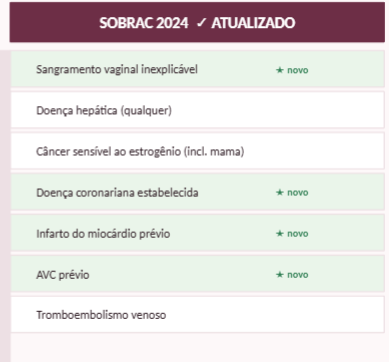 SOBRAC 2024 ✓ ATUALIZADO
Sangramento vaginal inexplicável ★ novo
Doença hepática (qualquer)
Câncer sensível ao estrogênio (incl. mama)
Doença coronariana estabelecida ★ novo
Infarto do miocárdio prévio ★ novo
AVC prévio ★ novo
Tromboembolismo venoso